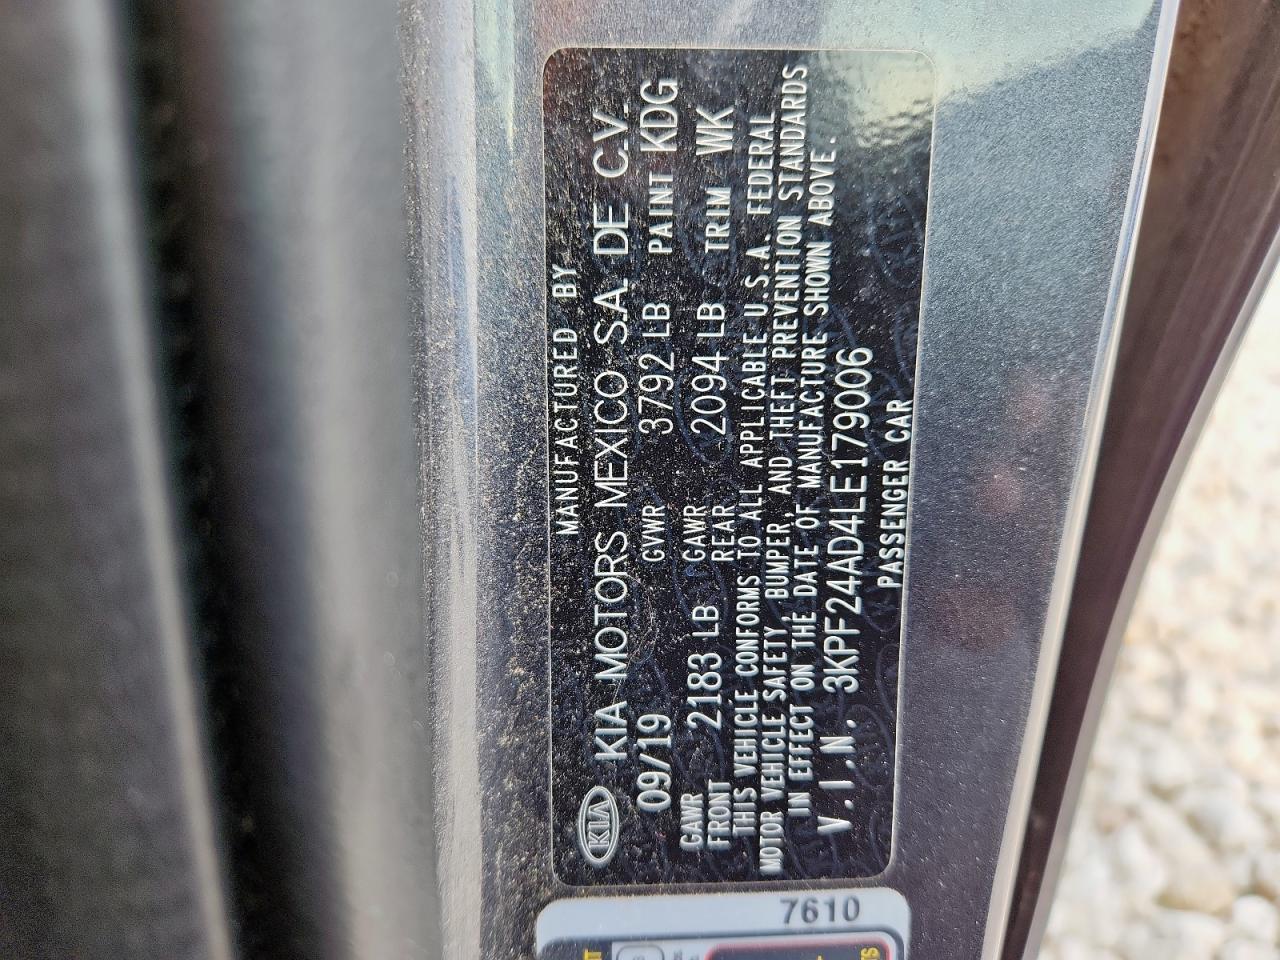 MANUFACTURED BY
KIA KIA MOTORS MEXICO S.A. DE C.V.
09/19 GVWR 3792 LB PAINT KDG
GAWR FRONT 2183 LB GAWR REAR 2094 LB TRIM WK
THIS VEHICLE CONFORMS TO ALL APPLICABLE U.S.A. FEDERAL
MOTOR VEHICLE SAFETY, BUMPER, AND THEFT PREVENTION STANDARDS
IN EFFECT ON THE DATE OF MANUFACTURE SHOWN ABOVE.
V.I.N. 3KPF24AD4LE179006
PASSENGER CAR
7610